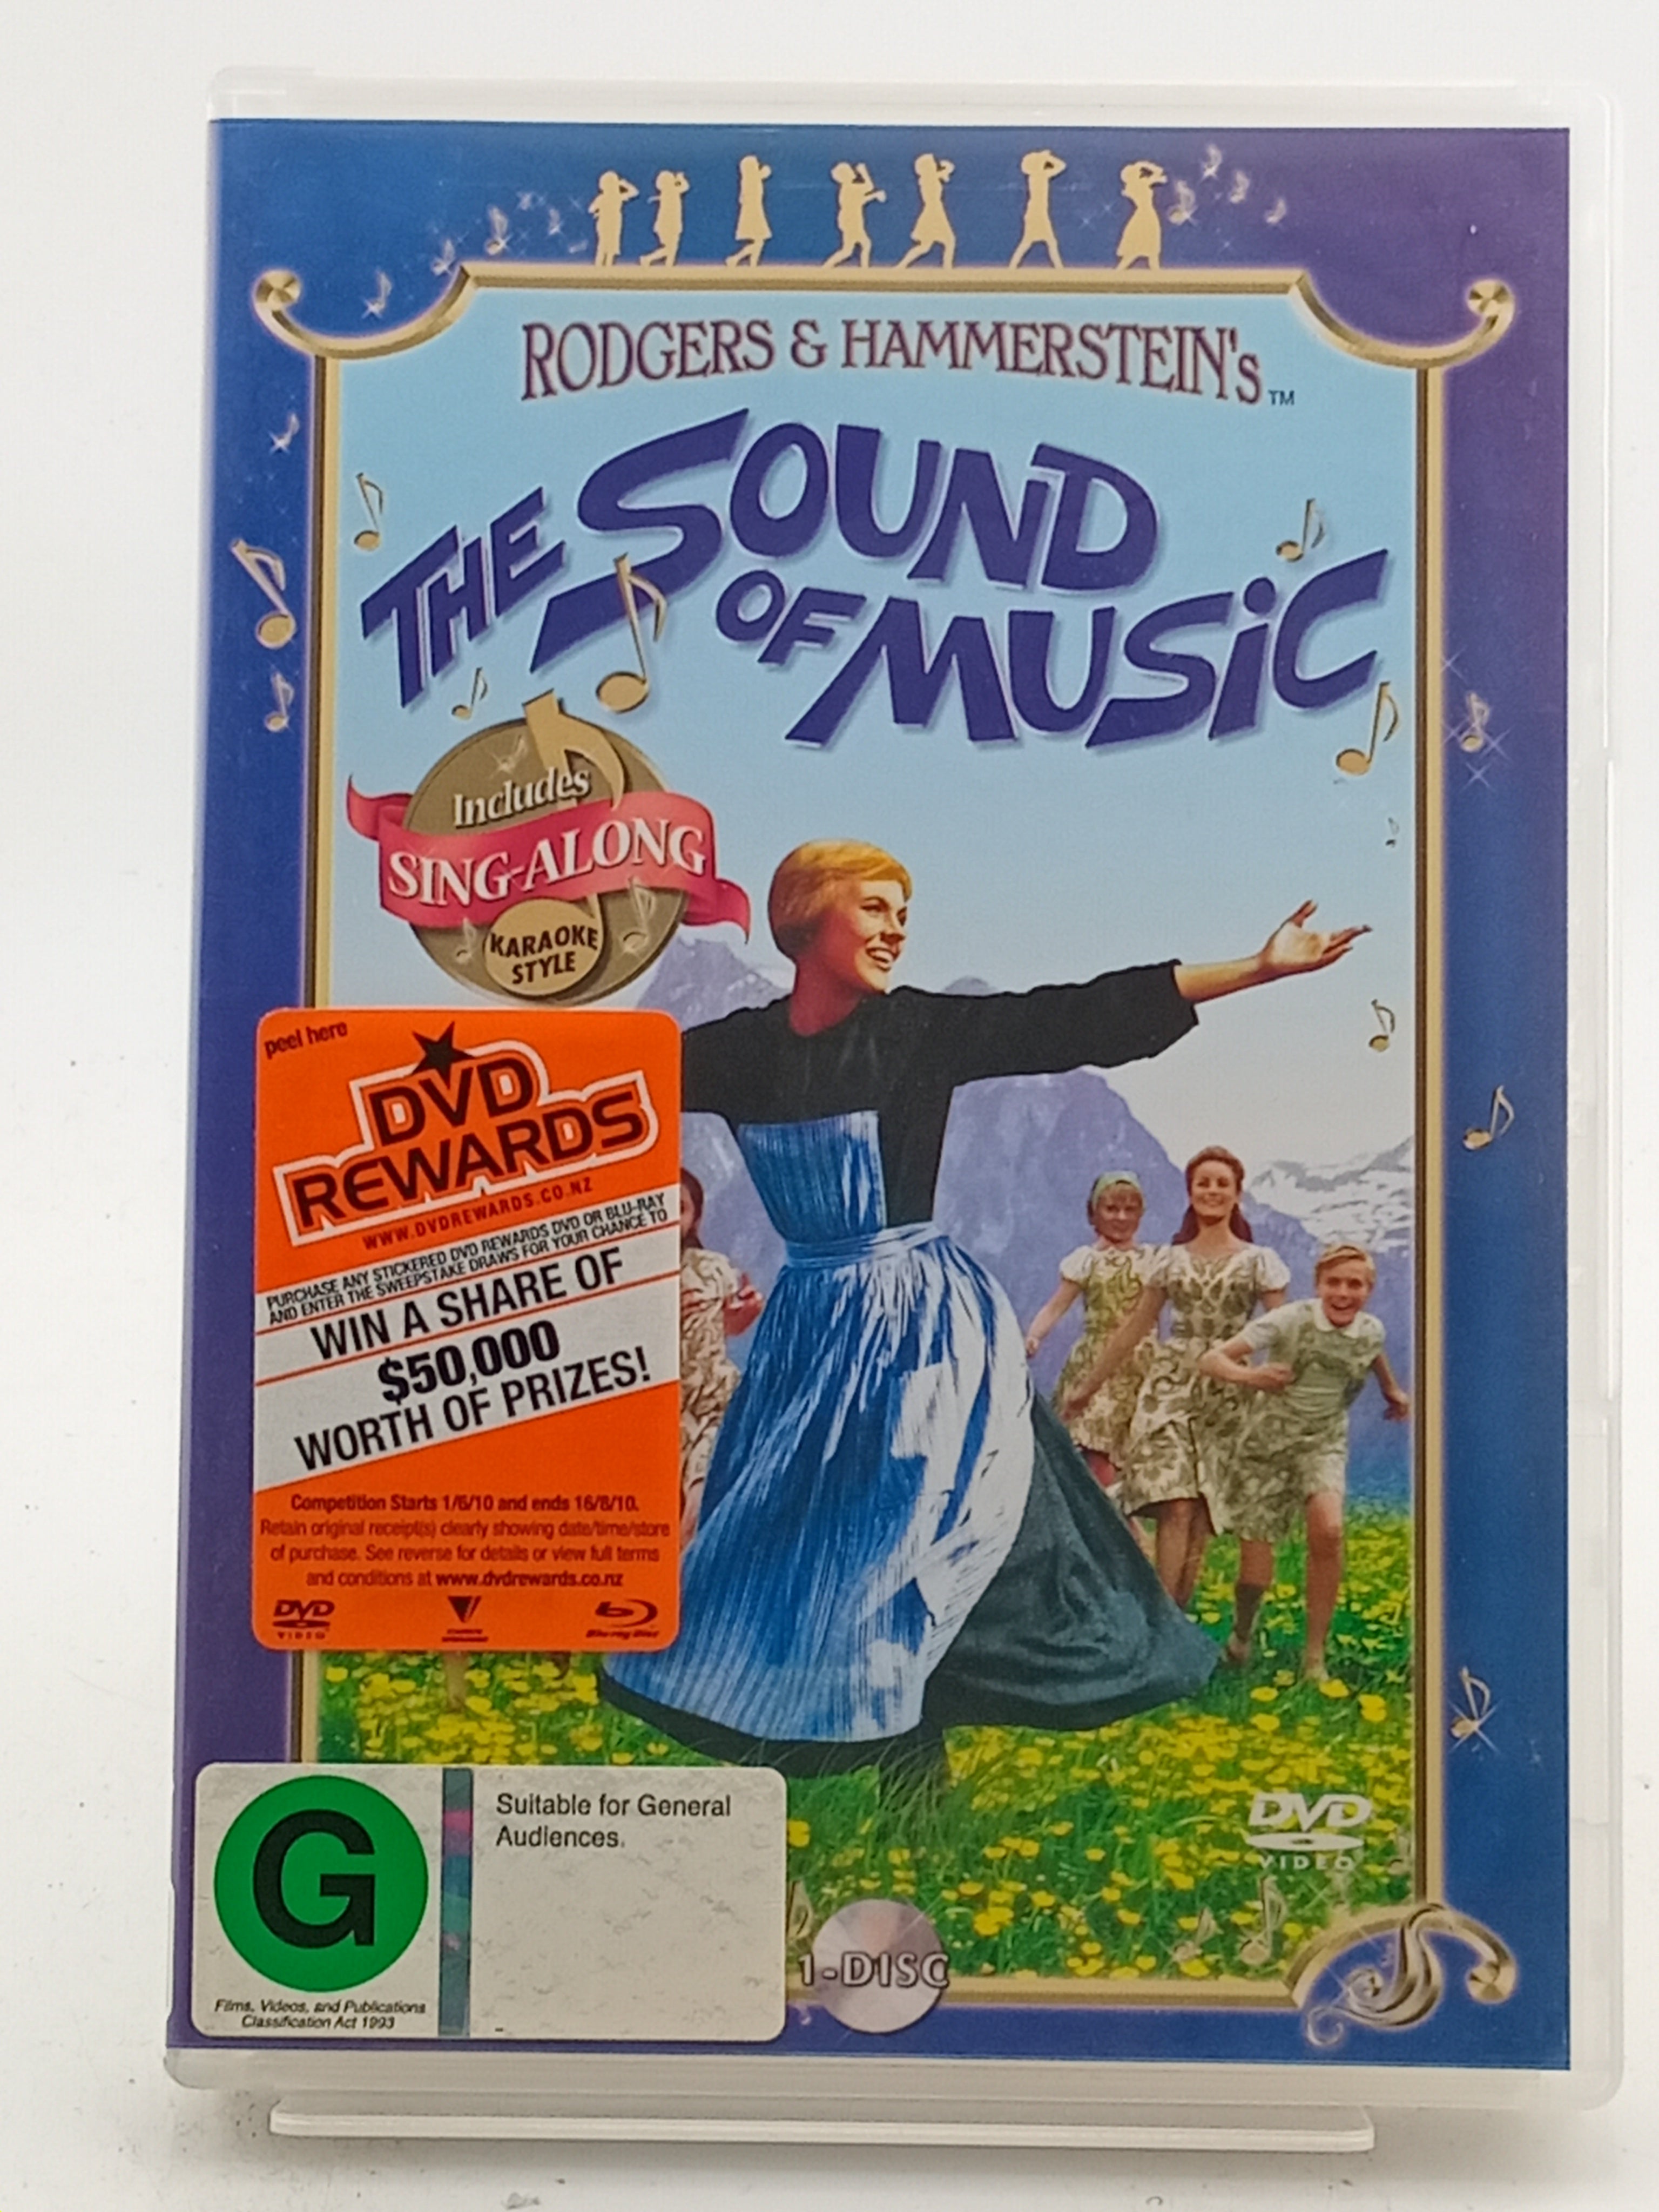 RODGERS & HAMMERSTEIN's™
THE SOUND
OF MUSiC
Includes
SING-ALONG
KARAOKE
STYLE
peel here
DVD
REWARDS
WWW.DVDREWARDS.CO.NZ
PURCHASE ANY STICKERED DVD REWARDS DVD OR BLU-RAY
AND ENTER THE SWEEPSTAKE DRAWS FOR YOUR CHANCE TO
WIN A SHARE OF
$50,000
WORTH OF PRIZES!
Competition Starts 1/6/10 and ends 16/8/10.
Retain original receipt(s) clearly showing date/time/store
of purchase. See reverse for details or view full terms
and conditions at www.dvdrewards.co.nz
DVD
VIDEO
Blu-ray Disc
G
Films, Videos, and Publications
Classification Act 1993
Suitable for General
Audiences.
DVD
VIDEO
1-DISC